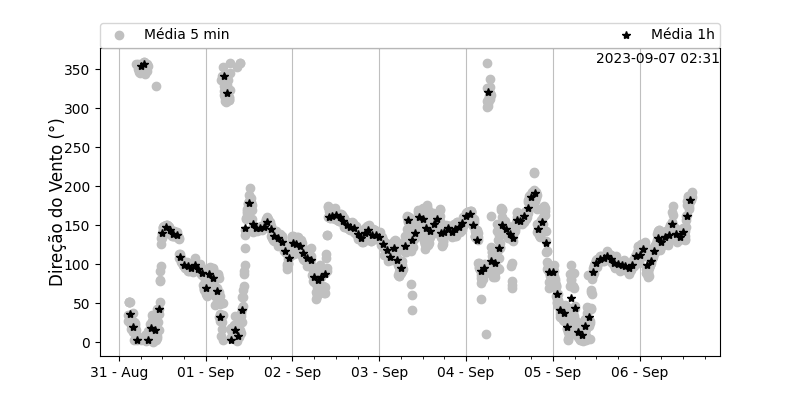 Média 5 min
Média 1h
2023-09-07 02:31
Direção do Vento (°)
350
300
250
200
150
100
50
0
31 - Aug
01 - Sep
02 - Sep
03 - Sep
04 - Sep
05 - Sep
06 - Sep